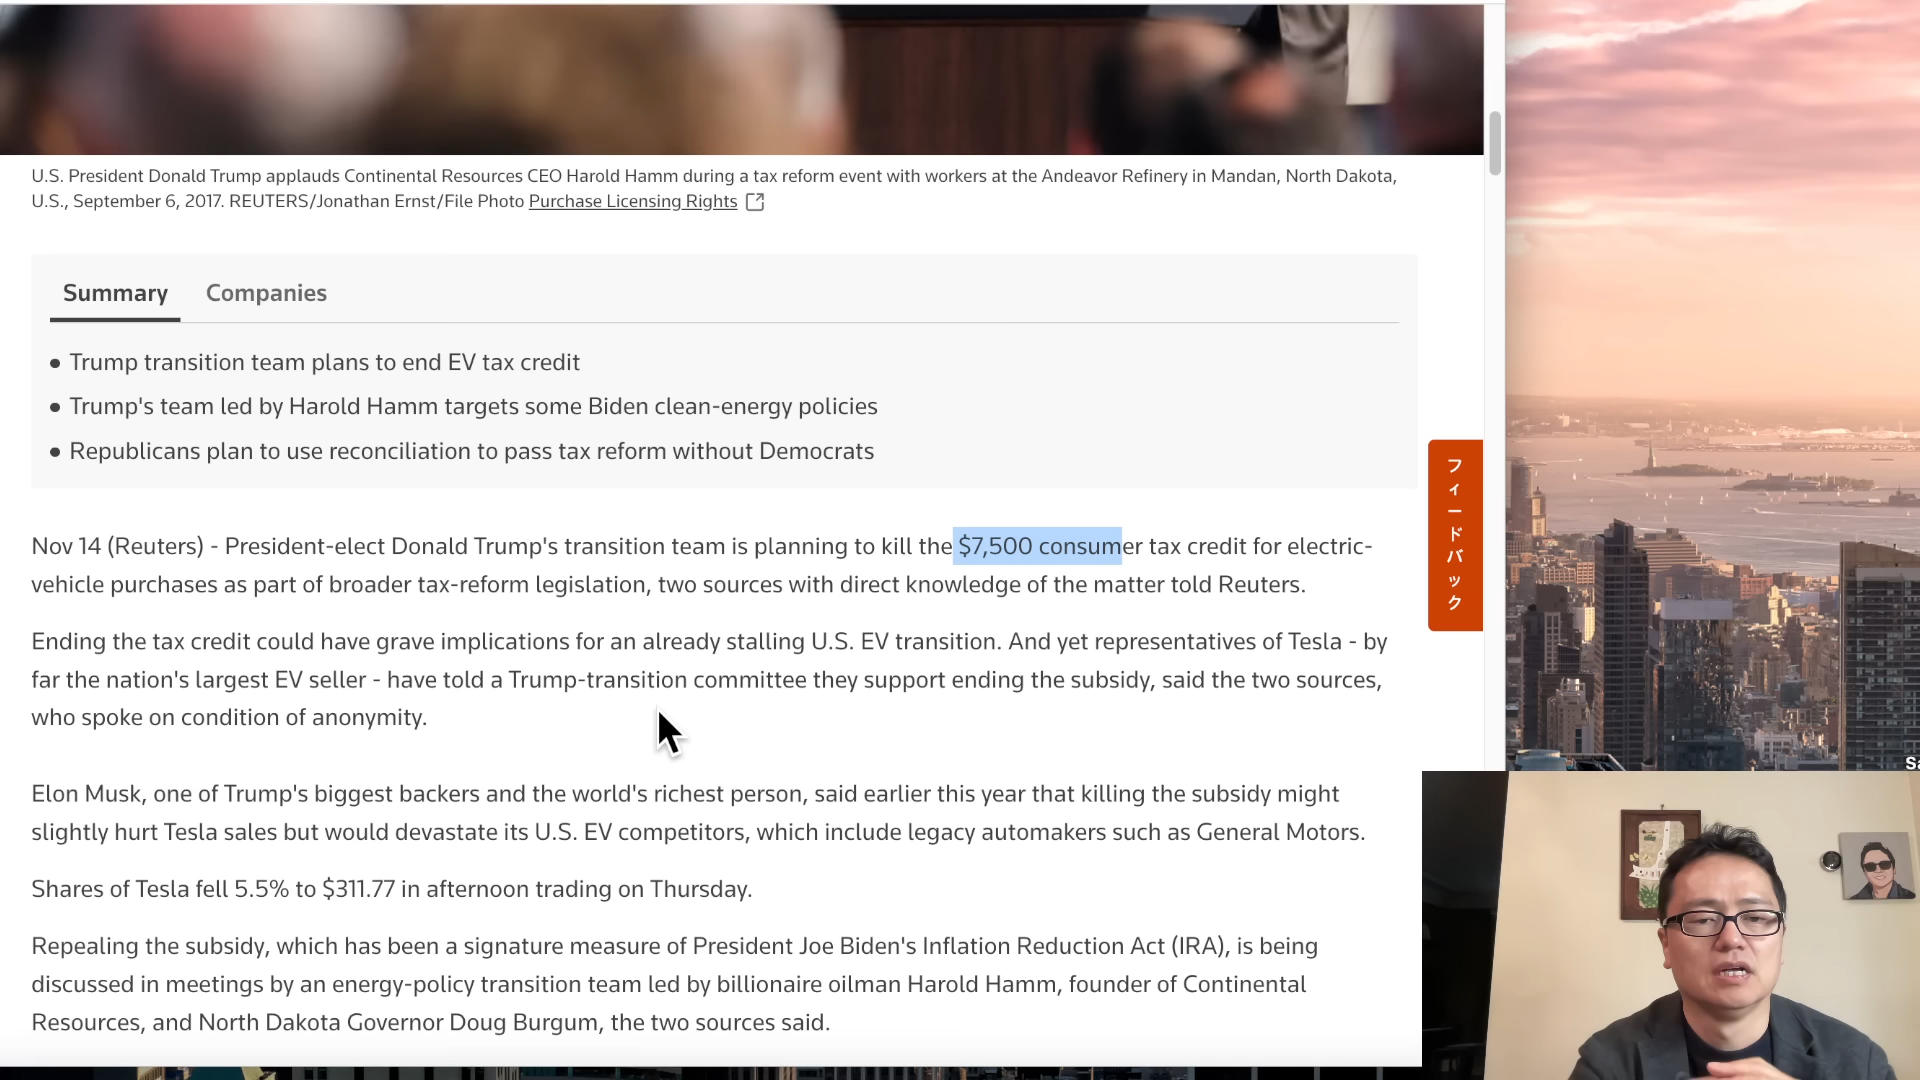 U.S. President Donald Trump applauds Continental Resources CEO Harold Hamm during a tax reform event with workers at the Andeavor Refinery in Mandan, North Dakota,
U.S., September 6, 2017. REUTERS/Jonathan Ernst/File Photo Purchase Licensing Rights
Summary
Companies
• Trump transition team plans to end EV tax credit
• Trump's team led by Harold Hamm targets some Biden clean-energy policies
• Republicans plan to use reconciliation to pass tax reform without Democrats
フィードバック
Nov 14 (Reuters) - President-elect Donald Trump's transition team is planning to kill the $7,500 consumer tax credit for electric-
vehicle purchases as part of broader tax-reform legislation, two sources with direct knowledge of the matter told Reuters.
Ending the tax credit could have grave implications for an already stalling U.S. EV transition. And yet representatives of Tesla - by
far the nation's largest EV seller - have told a Trump-transition committee they support ending the subsidy, said the two sources,
who spoke on condition of anonymity.
Elon Musk, one of Trump's biggest backers and the world's richest person, said earlier this year that killing the subsidy might
slightly hurt Tesla sales but would devastate its U.S. EV competitors, which include legacy automakers such as General Motors.
Shares of Tesla fell 5.5% to $311.77 in afternoon trading on Thursday.
Repealing the subsidy, which has been a signature measure of President Joe Biden's Inflation Reduction Act (IRA), is being
discussed in meetings by an energy-policy transition team led by billionaire oilman Harold Hamm, founder of Continental
Resources, and North Dakota Governor Doug Burgum, the two sources said.